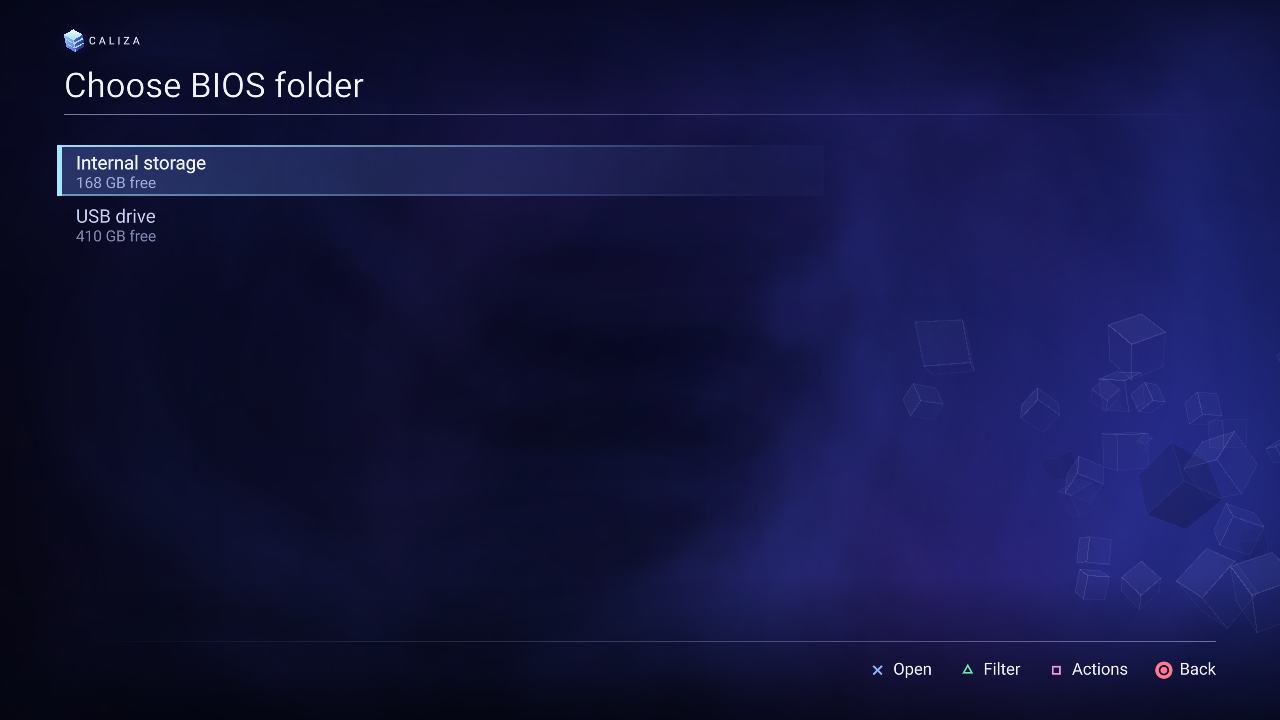 CALIZA
Choose BIOS folder
Internal storage
168 GB free
USB drive
410 GB free
Open Filter Actions Back